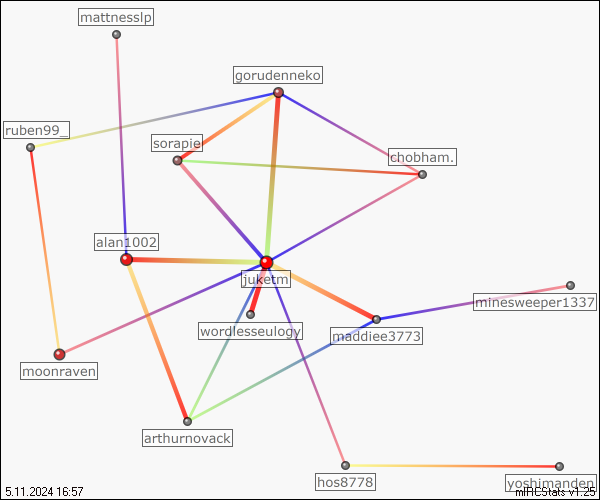 mattnesslp
gorudenneko
ruben99_
sorapie
chobham.
alan1002
juketm
minesweeper1337
wordlesseulogy
maddiee3773
moonraven
arthurnovack
hos8778
yoshimanden
5.11.2024 16:57
mIRCStats v1.25